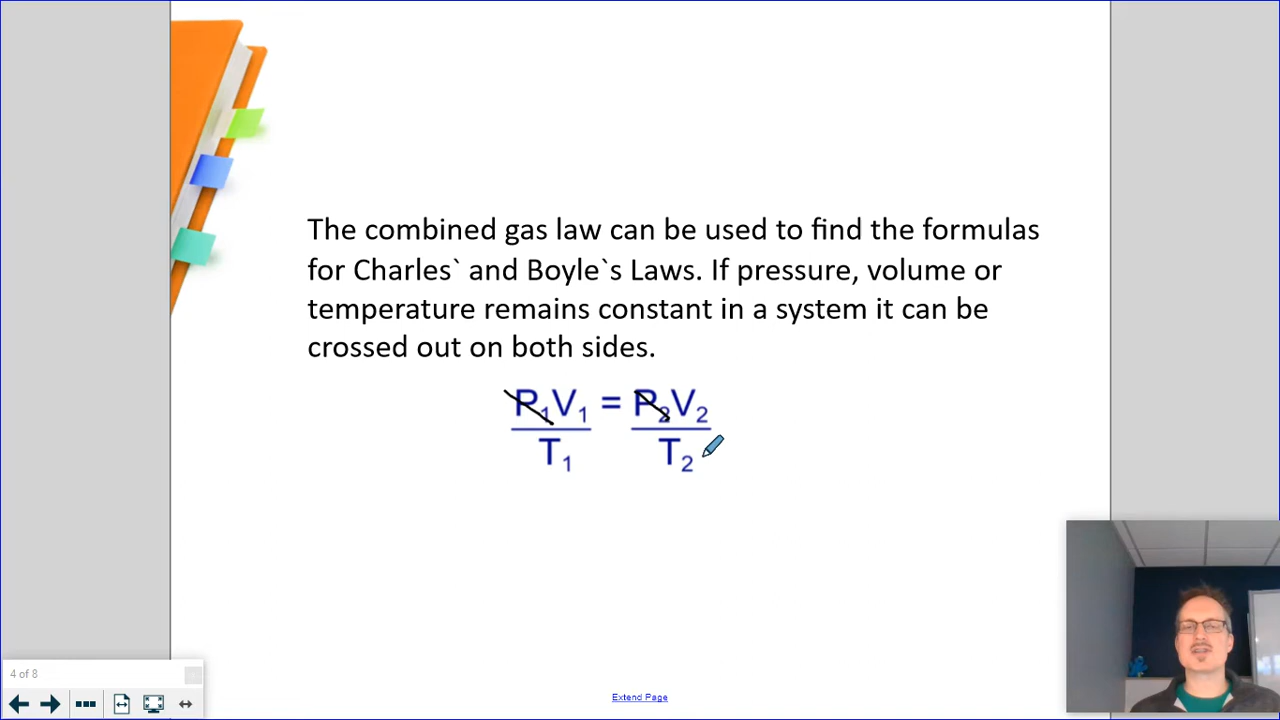 The combined gas law can be used to find the formulas
for Charles` and Boyle`s Laws. If pressure, volume or
temperature remains constant in a system it can be
crossed out on both sides.
P₁V₁ = P₂V₂
T₁ T₂
4 of 8
Extend Page